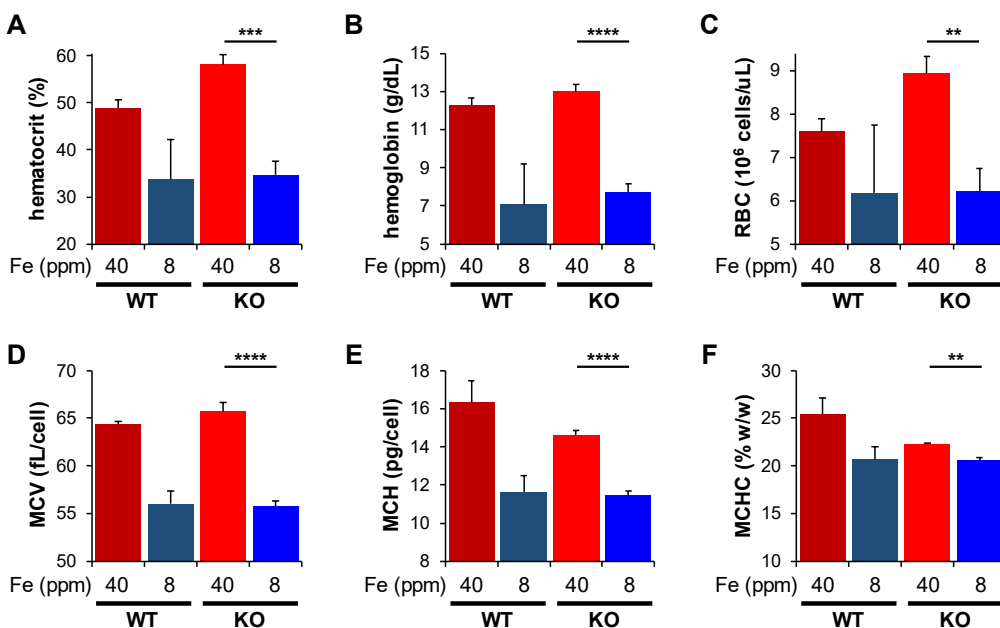 A
hematocrit (%)
60
50
40
30
20
***
Fe (ppm) 40 8 40 8
WT KO
B
hemoglobin (g/dL)
15
13
11
9
7
5
****
Fe (ppm) 40 8 40 8
WT KO
C
RBC (10⁶ cells/uL)
9
8
7
6
5
**
Fe (ppm) 40 8 40 8
WT KO
D
MCV (fL/cell)
70
65
60
55
50
****
Fe (ppm) 40 8 40 8
WT KO
E
MCH (pg/cell)
18
16
14
12
10
8
****
Fe (ppm) 40 8 40 8
WT KO
F
MCHC (% w/w)
30
25
20
15
10
**
Fe (ppm) 40 8 40 8
WT KO